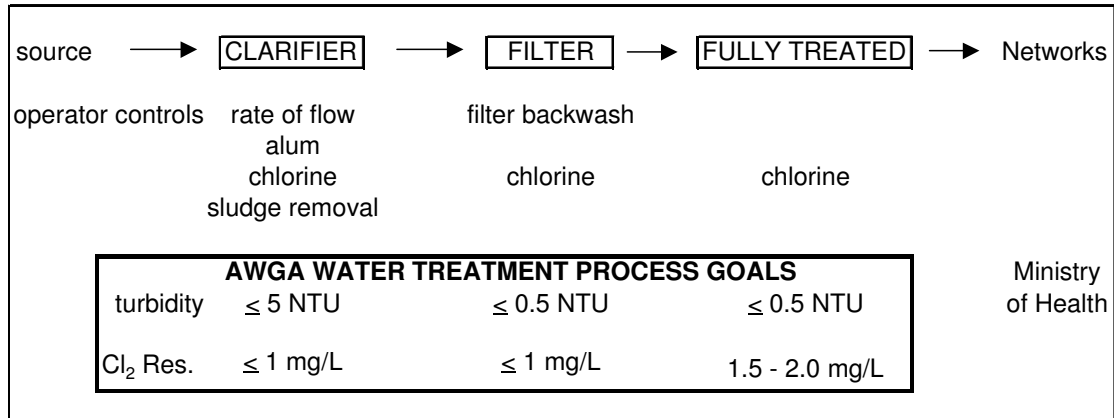 source CLARIFIER FILTER FULLY TREATED Networks
operator controls rate of flow filter backwash
alum
chlorine chlorine chlorine
sludge removal
AWGA WATER TREATMENT PROCESS GOALS Ministry
turbidity ≤ 5 NTU ≤ 0.5 NTU ≤ 0.5 NTU of Health
Cl₂ Res. ≤ 1 mg/L ≤ 1 mg/L 1.5 - 2.0 mg/L